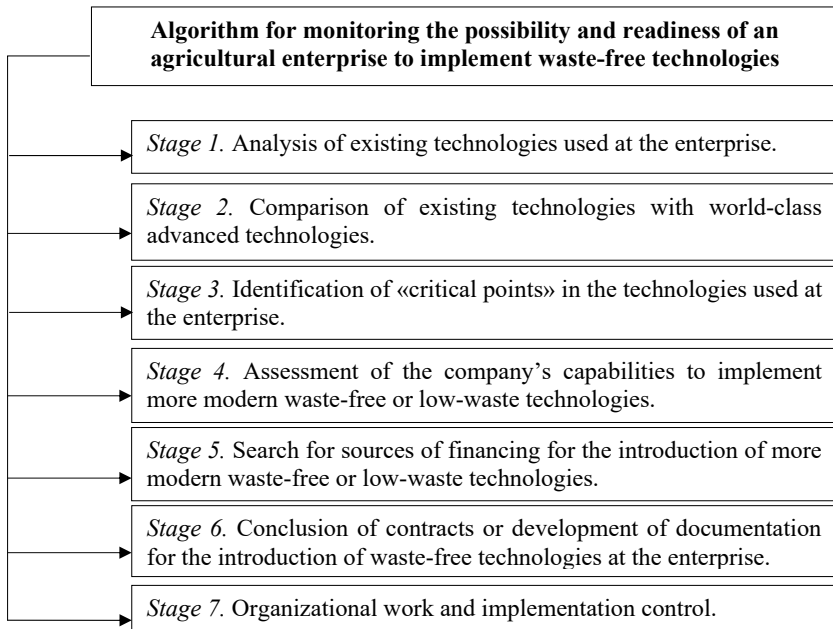 Algorithm for monitoring the possibility and readiness of an
agricultural enterprise to implement waste-free technologies
Stage 1. Analysis of existing technologies used at the enterprise.
Stage 2. Comparison of existing technologies with world-class
advanced technologies.
Stage 3. Identification of «critical points» in the technologies used at
the enterprise.
Stage 4. Assessment of the company’s capabilities to implement
more modern waste-free or low-waste technologies.
Stage 5. Search for sources of financing for the introduction of more
modern waste-free or low-waste technologies.
Stage 6. Conclusion of contracts or development of documentation
for the introduction of waste-free technologies at the enterprise.
Stage 7. Organizational work and implementation control.